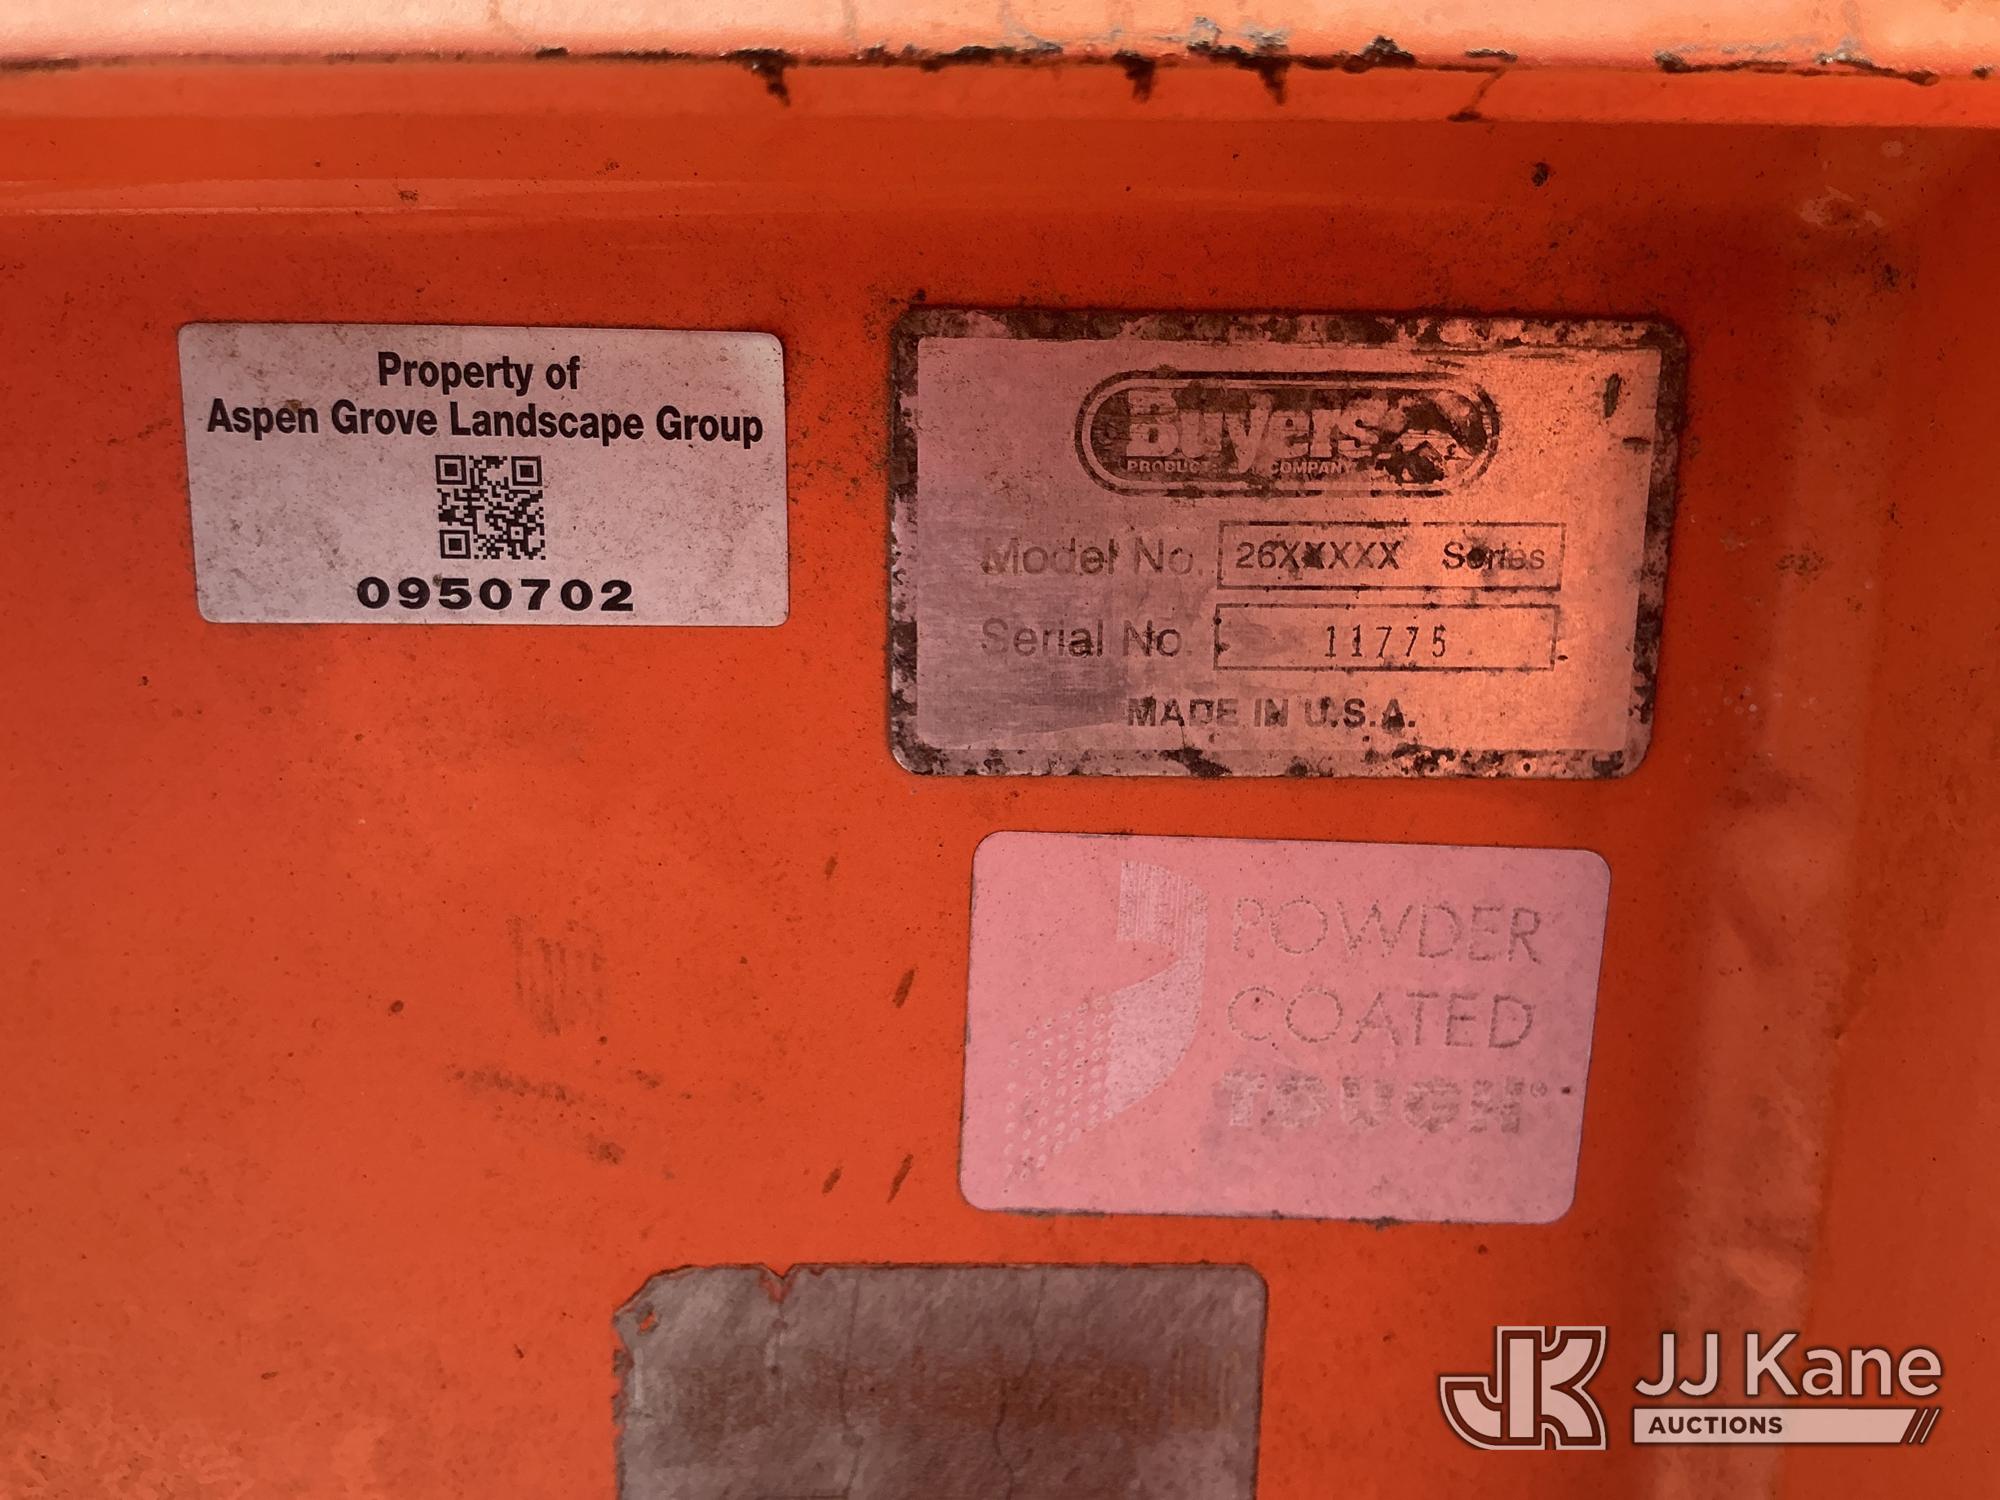 Property of
Aspen Grove Landscape Group
0950702
Buyers
PRODUCTS COMPANY
Model No. 26XXXXX Series
Serial No. 11775
MADE IN U.S.A.
POWDER
COATED
TOUGH®
JK JJ Kane
AUCTIONS